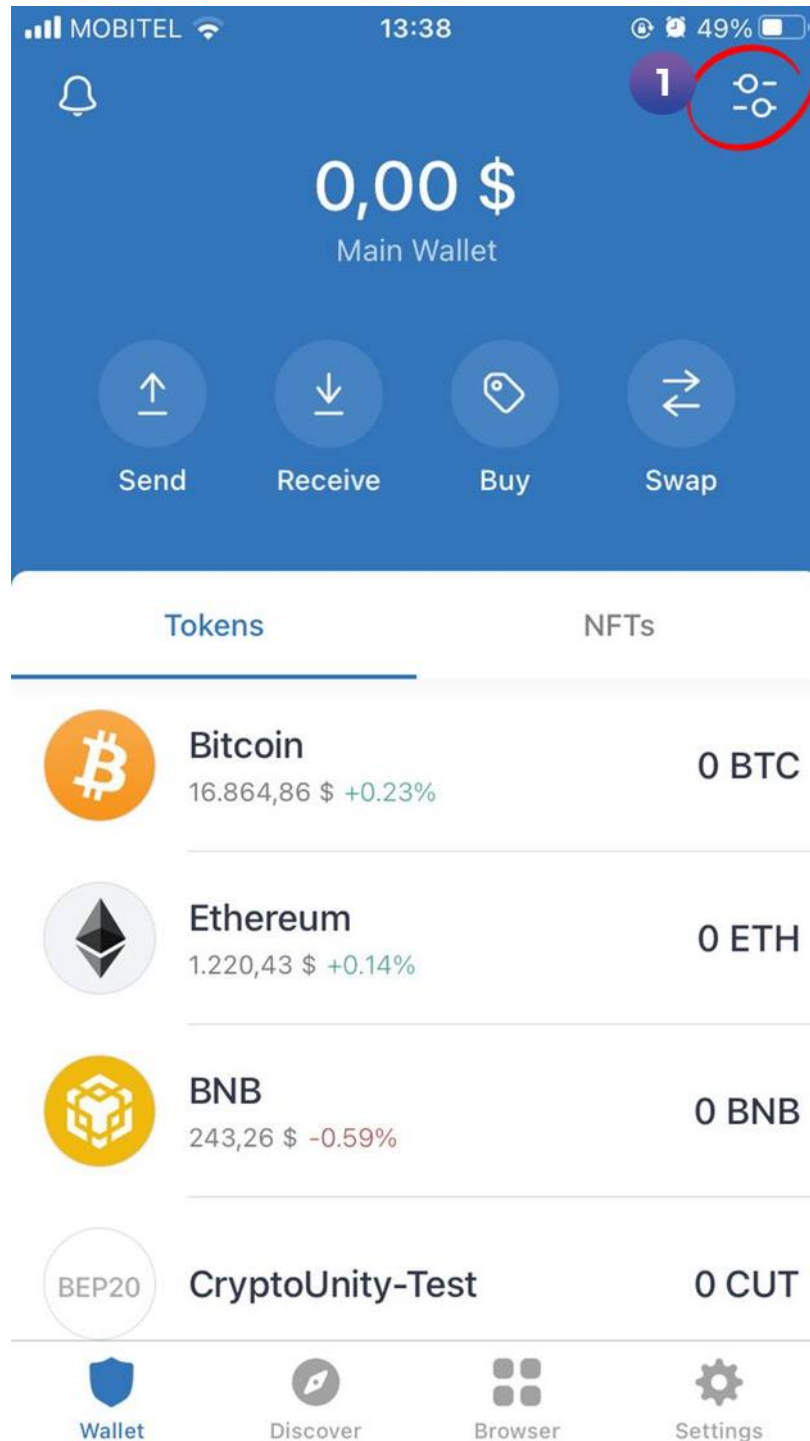 MOBITEL 13:38 49%
1
0,00 $
Main Wallet
Send Receive Buy Swap
Tokens NFTs
Bitcoin 0 BTC
16.864,86 $ +0.23%
Ethereum 0 ETH
1.220,43 $ +0.14%
BNB 0 BNB
243,26 $ -0.59%
BEP20 CryptoUnity-Test 0 CUT
Wallet Discover Browser Settings